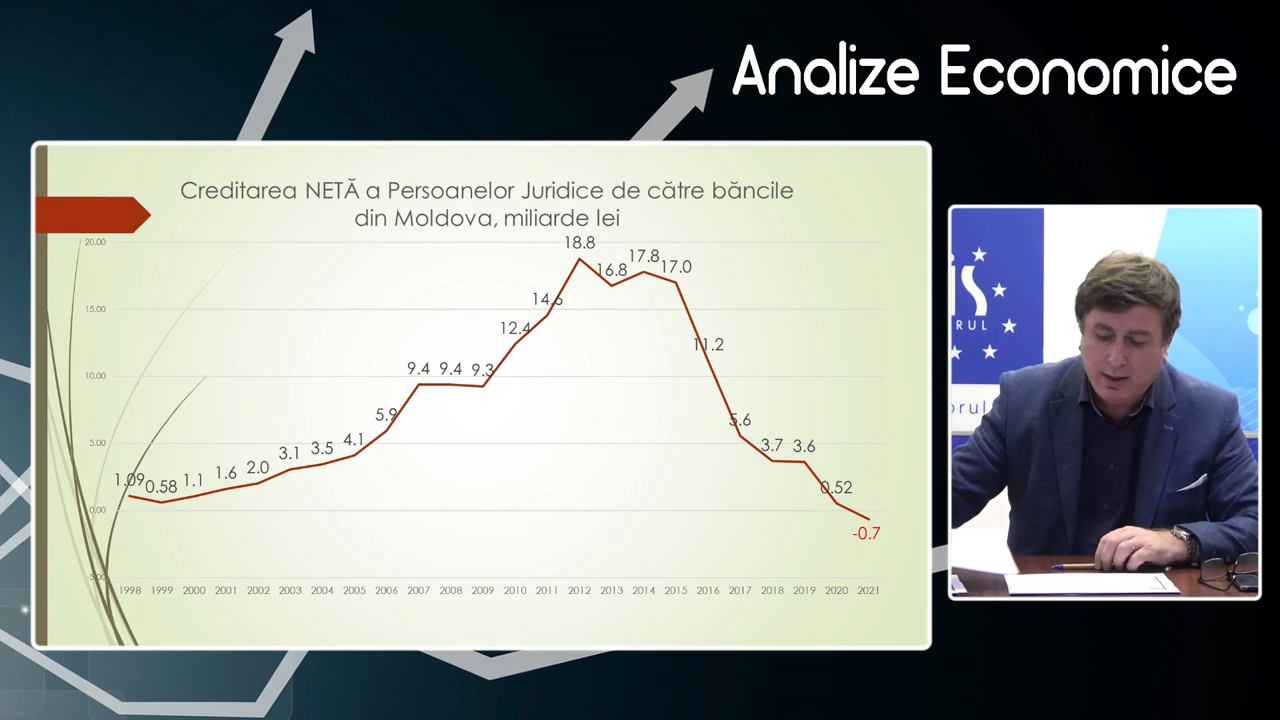 Analize Economice
Creditarea NETĂ a Persoanelor Juridice de către băncile
din Moldova, miliarde lei
20.00
15.00
10.00
5.00
0.00
-5.00
1.09 0.58 1.1 1.6 2.0 3.1 3.5 4.1 5.9 9.4 9.4 9.3 12.4 14.6 18.8 16.8 17.8 17.0 11.2 5.6 3.7 3.6 0.52 -0.7
1998 1999 2000 2001 2002 2003 2004 2005 2006 2007 2008 2009 2010 2011 2012 2013 2014 2015 2016 2017 2018 2019 2020 2021